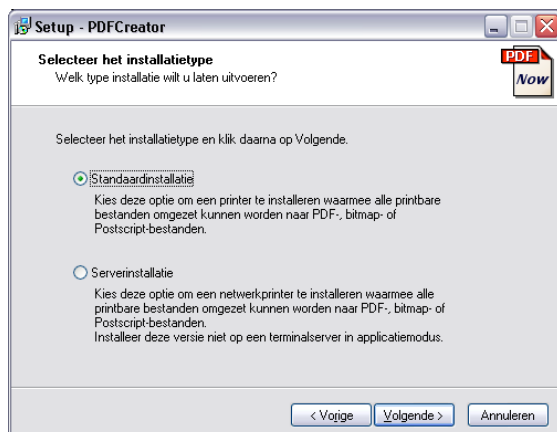 Setup - PDFCreator
Selecteer het installatietype
Welk type installatie wilt u laten uitvoeren?
PDF
Now
Selecteer het installatietype en klik daarna op Volgende.
Standaardinstallatie
Kies deze optie om een printer te installeren waarmee alle printbare
bestanden omgezet kunnen worden naar PDF-, bitmap- of
Postscript-bestanden.
Serverinstallatie
Kies deze optie om een netwerkprinter te installeren waarmee alle
printbare bestanden omgezet kunnen worden naar PDF-, bitmap- of
Postscript-bestanden.
Installeer deze versie niet op een terminalserver in applicatiemodus.
< Vorige Volgende > Annuleren